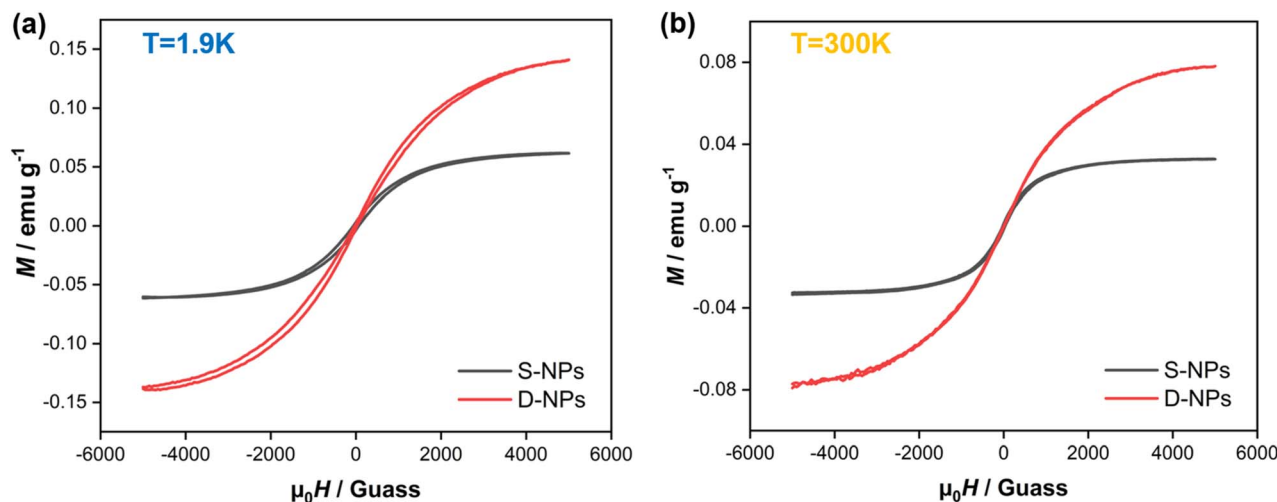 (a)
T=1.9K
M / emu g-1
0.15
0.10
0.05
0.00
-0.05
-0.10
-0.15
S-NPs
D-NPs
-6000 -4000 -2000 0 2000 4000 6000
μ0H / Guass
(b)
T=300K
M / emu g-1
0.08
0.04
0.00
-0.04
-0.08
S-NPs
D-NPs
-6000 -4000 -2000 0 2000 4000 6000
μ0H / Guass